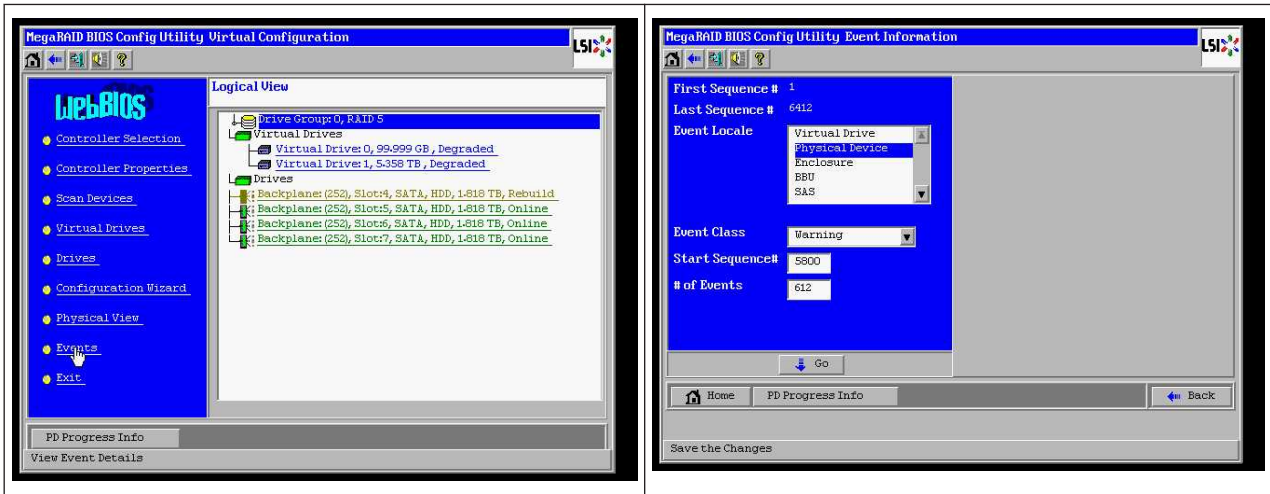 MegaRAID BIOS Config Utility Virtual Configuration
LSI
WebBIOS
Controller Selection
Controller Properties
Scan Devices
Virtual Drives
Drives
Configuration Wizard
Physical View
Events
Exit
Logical View
Drive Group: 0, RAID 5
Virtual Drives
Virtual Drive: 0, 99.999 GB, Degraded
Virtual Drive: 1, 5.358 TB, Degraded
Drives
Backplane: (252), Slot:4, SATA, HDD, 1.818 TB, Rebuild
Backplane: (252), Slot:5, SATA, HDD, 1.818 TB, Online
Backplane: (252), Slot:6, SATA, HDD, 1.818 TB, Online
Backplane: (252), Slot:7, SATA, HDD, 1.818 TB, Online
PD Progress Info
View Event Details
MegaRAID BIOS Config Utility Event Information
LSI
First Sequence # 1
Last Sequence # 6412
Event Locale
Virtual Drive
Physical Device
Enclosure
BBU
SAS
Event Class Warning
Start Sequence# 5800
# of Events 612
Go
Home
PD Progress Info
Back
Save the Changes